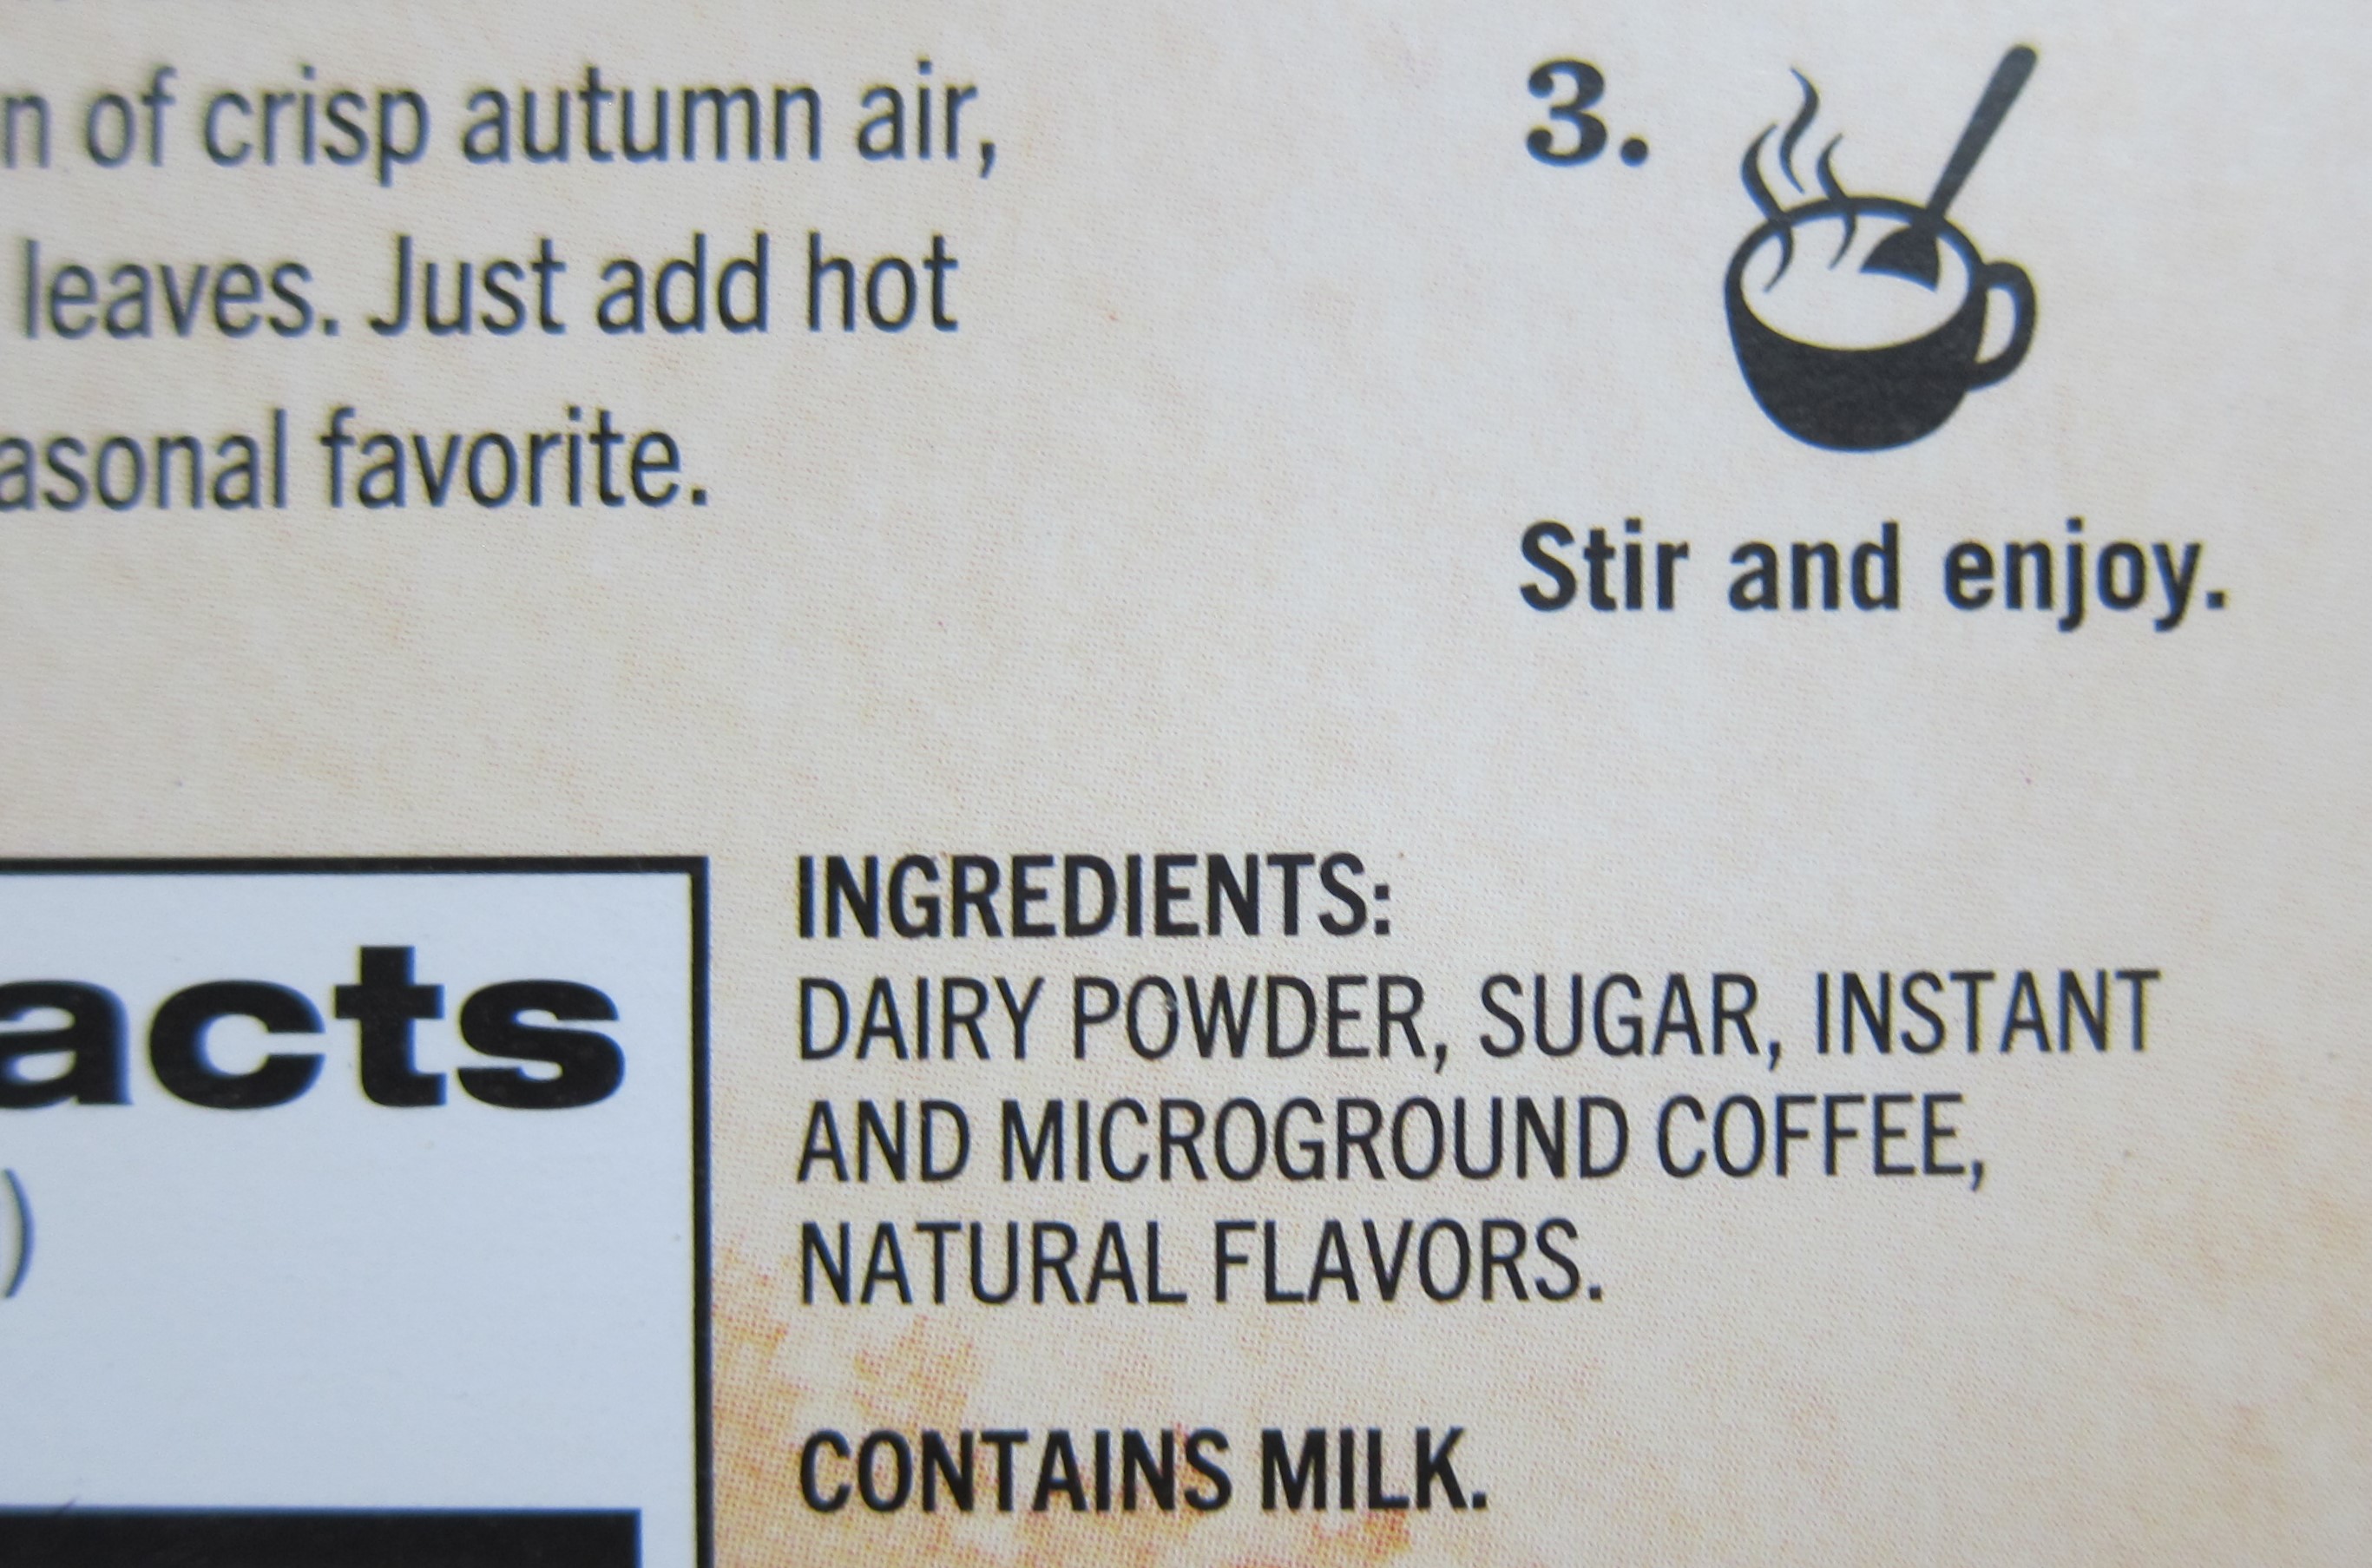 n of crisp autumn air,
leaves. Just add hot
asonal favorite.
3.
Stir and enjoy.
acts
)
INGREDIENTS:
DAIRY POWDER, SUGAR, INSTANT
AND MICROGROUND COFFEE,
NATURAL FLAVORS.
CONTAINS MILK.